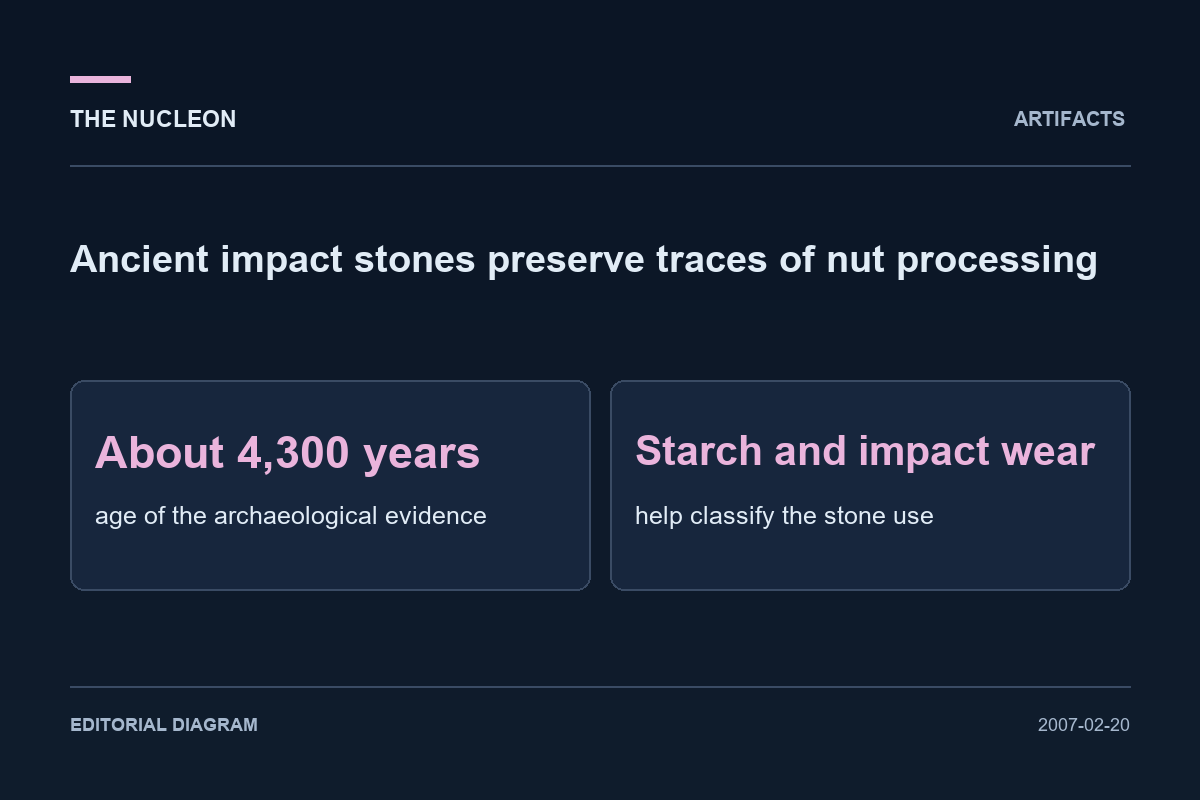 THE NUCLEON
ARTIFACTS
Ancient impact stones preserve traces of nut processing
About 4,300 years
age of the archaeological evidence
Starch and impact wear
help classify the stone use
EDITORIAL DIAGRAM
2007-02-20